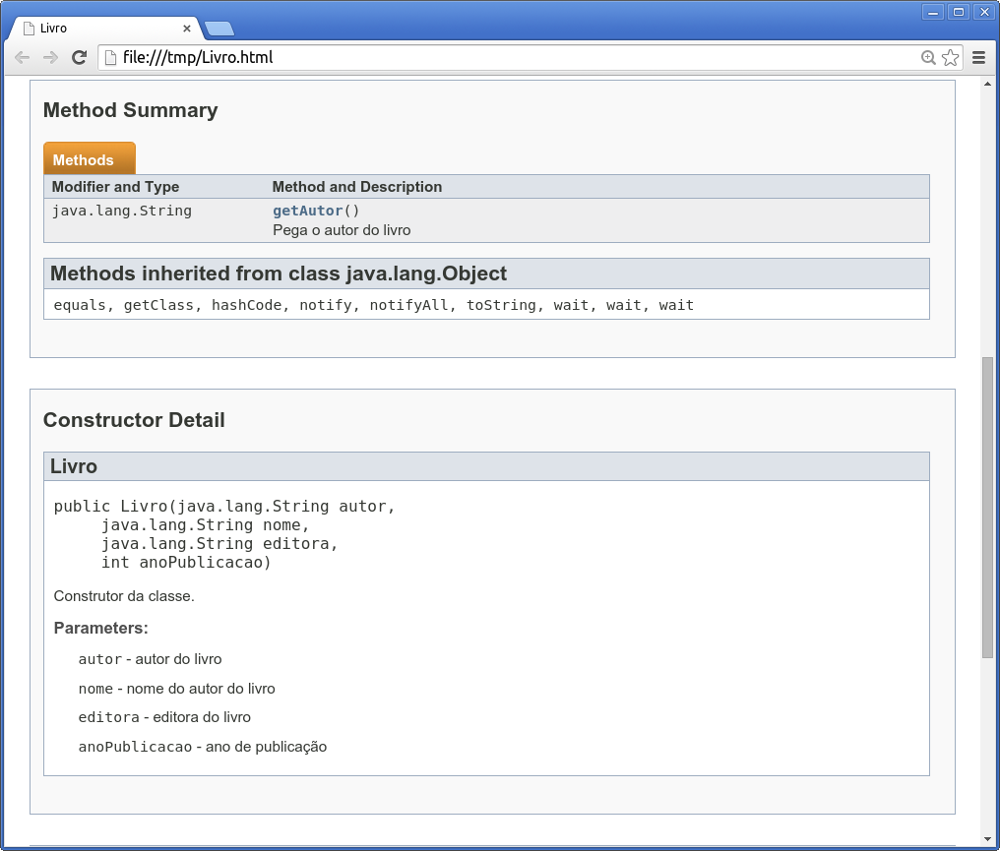 Livro
file:///tmp/Livro.html
Method Summary
Methods
Modifier and Type Method and Description
java.lang.String getAutor()
Pega o autor do livro
Methods inherited from class java.lang.Object
equals, getClass, hashCode, notify, notifyAll, toString, wait, wait, wait
Constructor Detail
Livro
public Livro(java.lang.String autor,
java.lang.String nome,
java.lang.String editora,
int anoPublicacao)
Construtor da classe.
Parameters:
autor - autor do livro
nome - nome do autor do livro
editora - editora do livro
anoPublicacao - ano de publicação